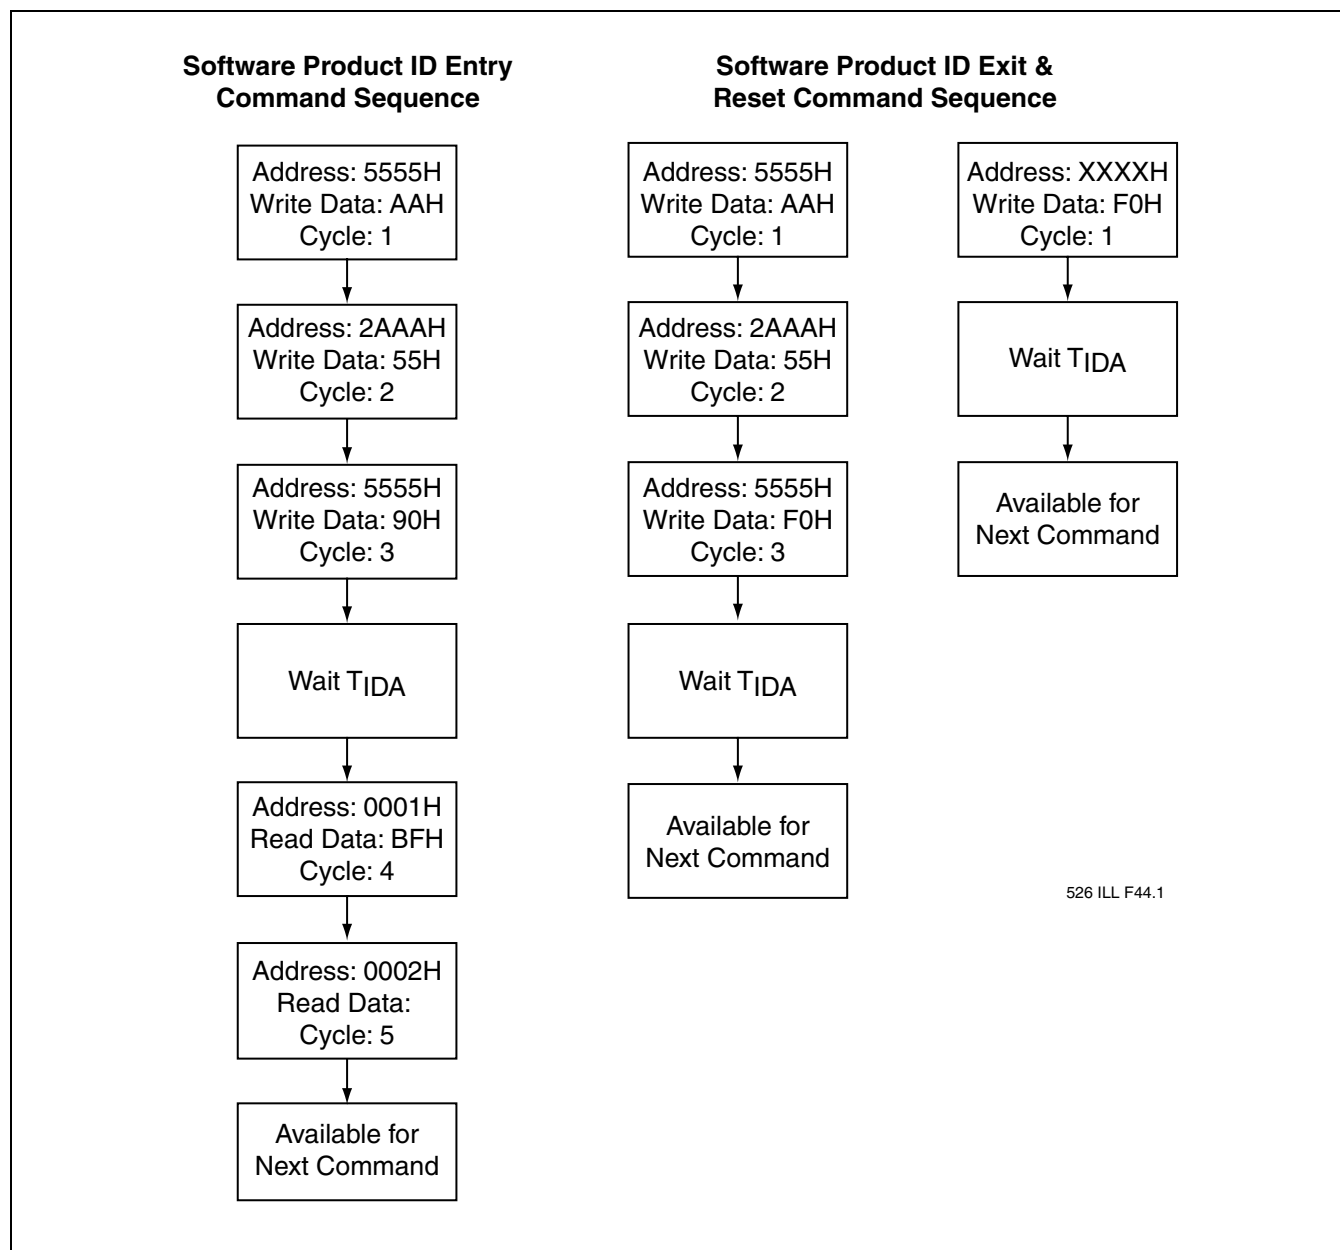 Software Product ID Entry
Command Sequence
Address: 5555H
Write Data: AAH
Cycle: 1
Address: 2AAAH
Write Data: 55H
Cycle: 2
Address: 5555H
Write Data: 90H
Cycle: 3
Wait TIDA
Address: 0001H
Read Data: BFH
Cycle: 4
Address: 0002H
Read Data:
Cycle: 5
Available for
Next Command
Software Product ID Exit &
Reset Command Sequence
Address: 5555H
Write Data: AAH
Cycle: 1
Address: 2AAAH
Write Data: 55H
Cycle: 2
Address: 5555H
Write Data: F0H
Cycle: 3
Wait TIDA
Available for
Next Command
Address: XXXXH
Write Data: F0H
Cycle: 1
Wait TIDA
Available for
Next Command
526 ILL F44.1